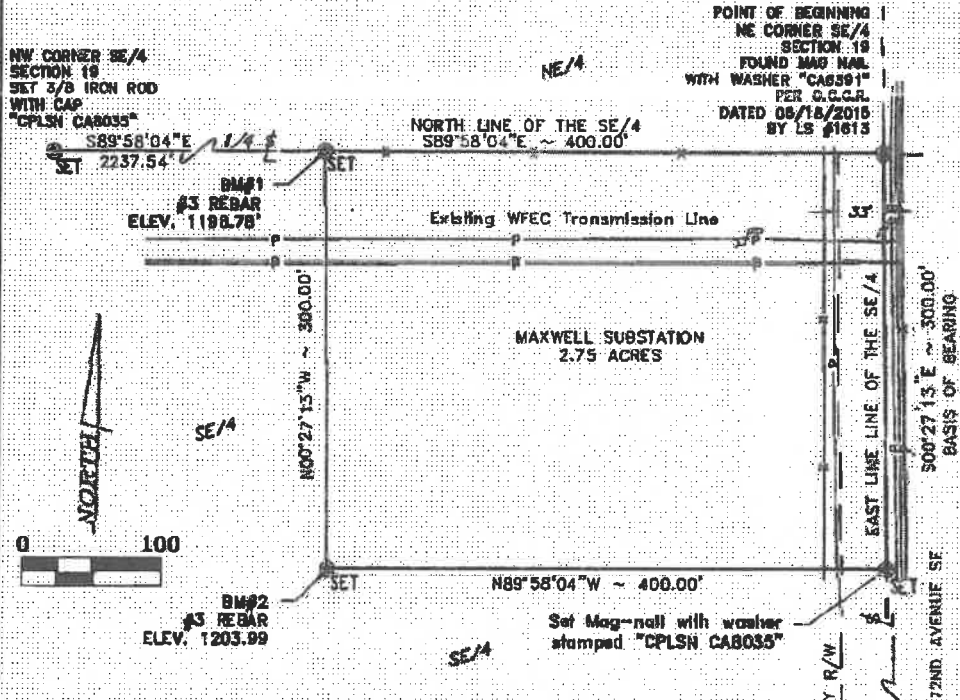 POINT OF BEGINNING
NE CORNER SE/4
SECTION 19
FOUND MAG NAIL
WITH WASHER "CA6391"
PER O.C.C.R.
DATED 06/18/2015
BY LS #1613
NW CORNER SE/4
SECTION 19
SET 3/8 IRON ROD
WITH CAP
"CPLSN CA8035"
NE/4
NORTH LINE OF THE SE/4
S89°58'04"E
1/4
S89°58'04"E ~ 400.00'
SET
2237.54'
SET
BM#1
#3 REBAR
ELEV. 1198.78'
Existing WFEC Transmission Line
33'
P P P
P P P
MAXWELL SUBSTATION
2.75 ACRES
N00°27'13"W ~ 300.00'
EAST LINE OF THE SE/4
S00°27'13"E ~ 300.00'
BASIS OF BEARING
SE/4
NORTH
0 100
SET
N89°58'04"W ~ 400.00'
SET
BM#2
#3 REBAR
ELEV. 1203.99
Set Mag-nail with washer
stamped "CPLSN CA8035"
SE/4
Y R/W
72ND AVENUE SE